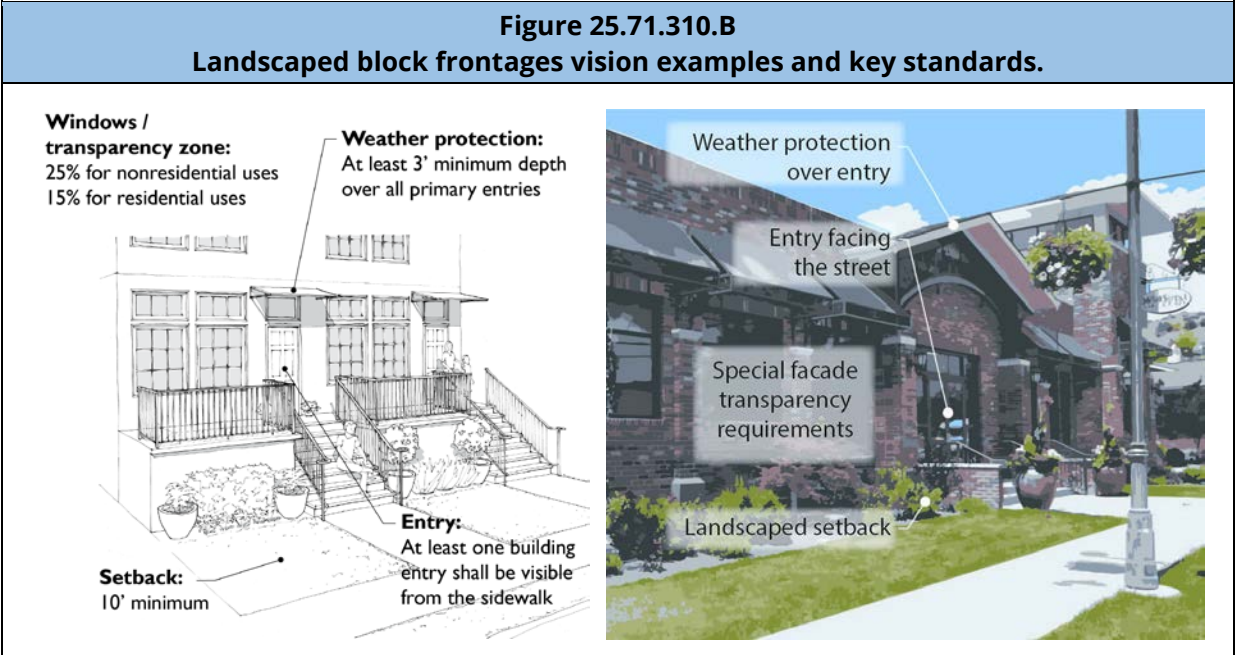 Figure 25.71.310.B
Landscaped block frontages vision examples and key standards.
Windows /
transparency zone:
25% for nonresidential uses
15% for residential uses
Weather protection:
At least 3' minimum depth
over all primary entries
Entry:
At least one building
entry shall be visible
from the sidewalk
Setback:
10' minimum
Weather protection
over entry
Entry facing
the street
Special facade
transparency
requirements
Landscaped setback